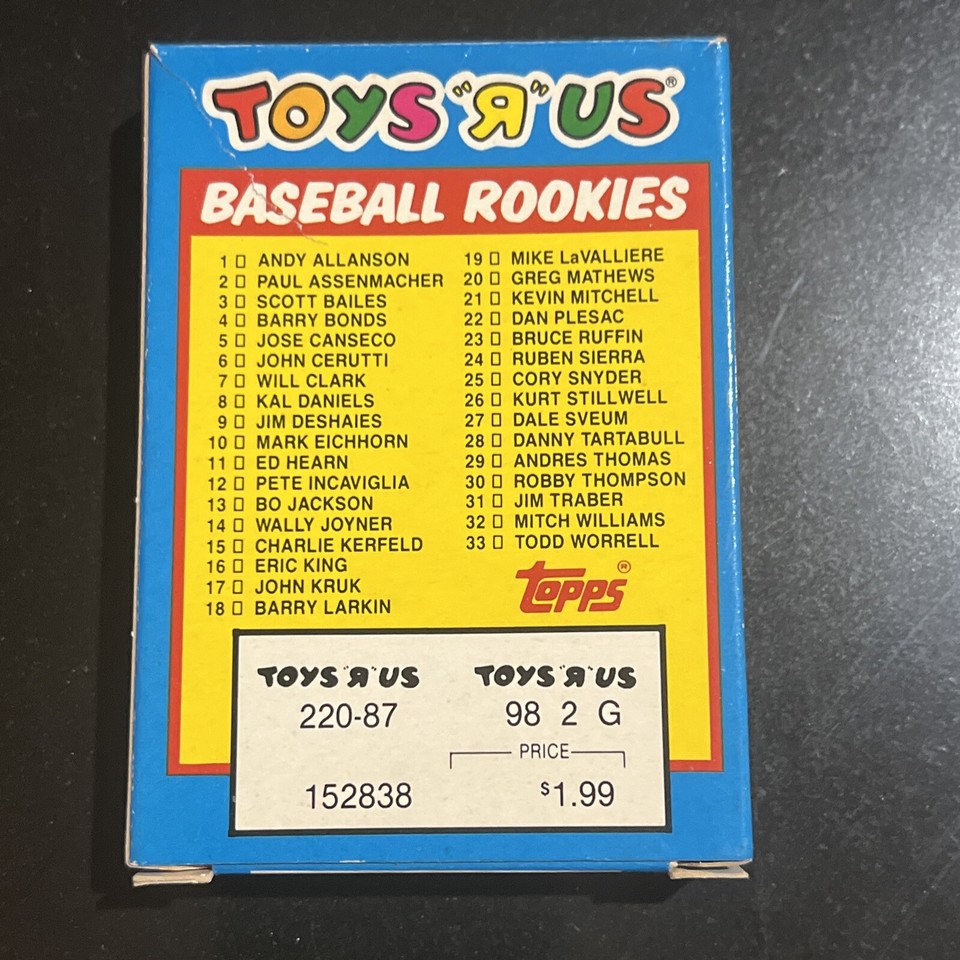 TOYS "Я" US®
BASEBALL ROOKIES
1 ▯ ANDY ALLANSON
2 ▯ PAUL ASSENMACHER
3 ▯ SCOTT BAILES
4 ▯ BARRY BONDS
5 ▯ JOSE CANSECO
6 ▯ JOHN CERUTTI
7 ▯ WILL CLARK
8 ▯ KAL DANIELS
9 ▯ JIM DESHAIES
10 ▯ MARK EICHHORN
11 ▯ ED HEARN
12 ▯ PETE INCAVIGLIA
13 ▯ BO JACKSON
14 ▯ WALLY JOYNER
15 ▯ CHARLIE KERFELD
16 ▯ ERIC KING
17 ▯ JOHN KRUK
18 ▯ BARRY LARKIN
19 ▯ MIKE LaVALLIERE
20 ▯ GREG MATHEWS
21 ▯ KEVIN MITCHELL
22 ▯ DAN PLESAC
23 ▯ BRUCE RUFFIN
24 ▯ RUBEN SIERRA
25 ▯ CORY SNYDER
26 ▯ KURT STILLWELL
27 ▯ DALE SVEUM
28 ▯ DANNY TARTABULL
29 ▯ ANDRES THOMAS
30 ▯ ROBBY THOMPSON
31 ▯ JIM TRABER
32 ▯ MITCH WILLIAMS
33 ▯ TODD WORRELL
Topps®
TOYS "Я" US
220-87
152838
TOYS "Я" US
98 2 G
PRICE
$1.99